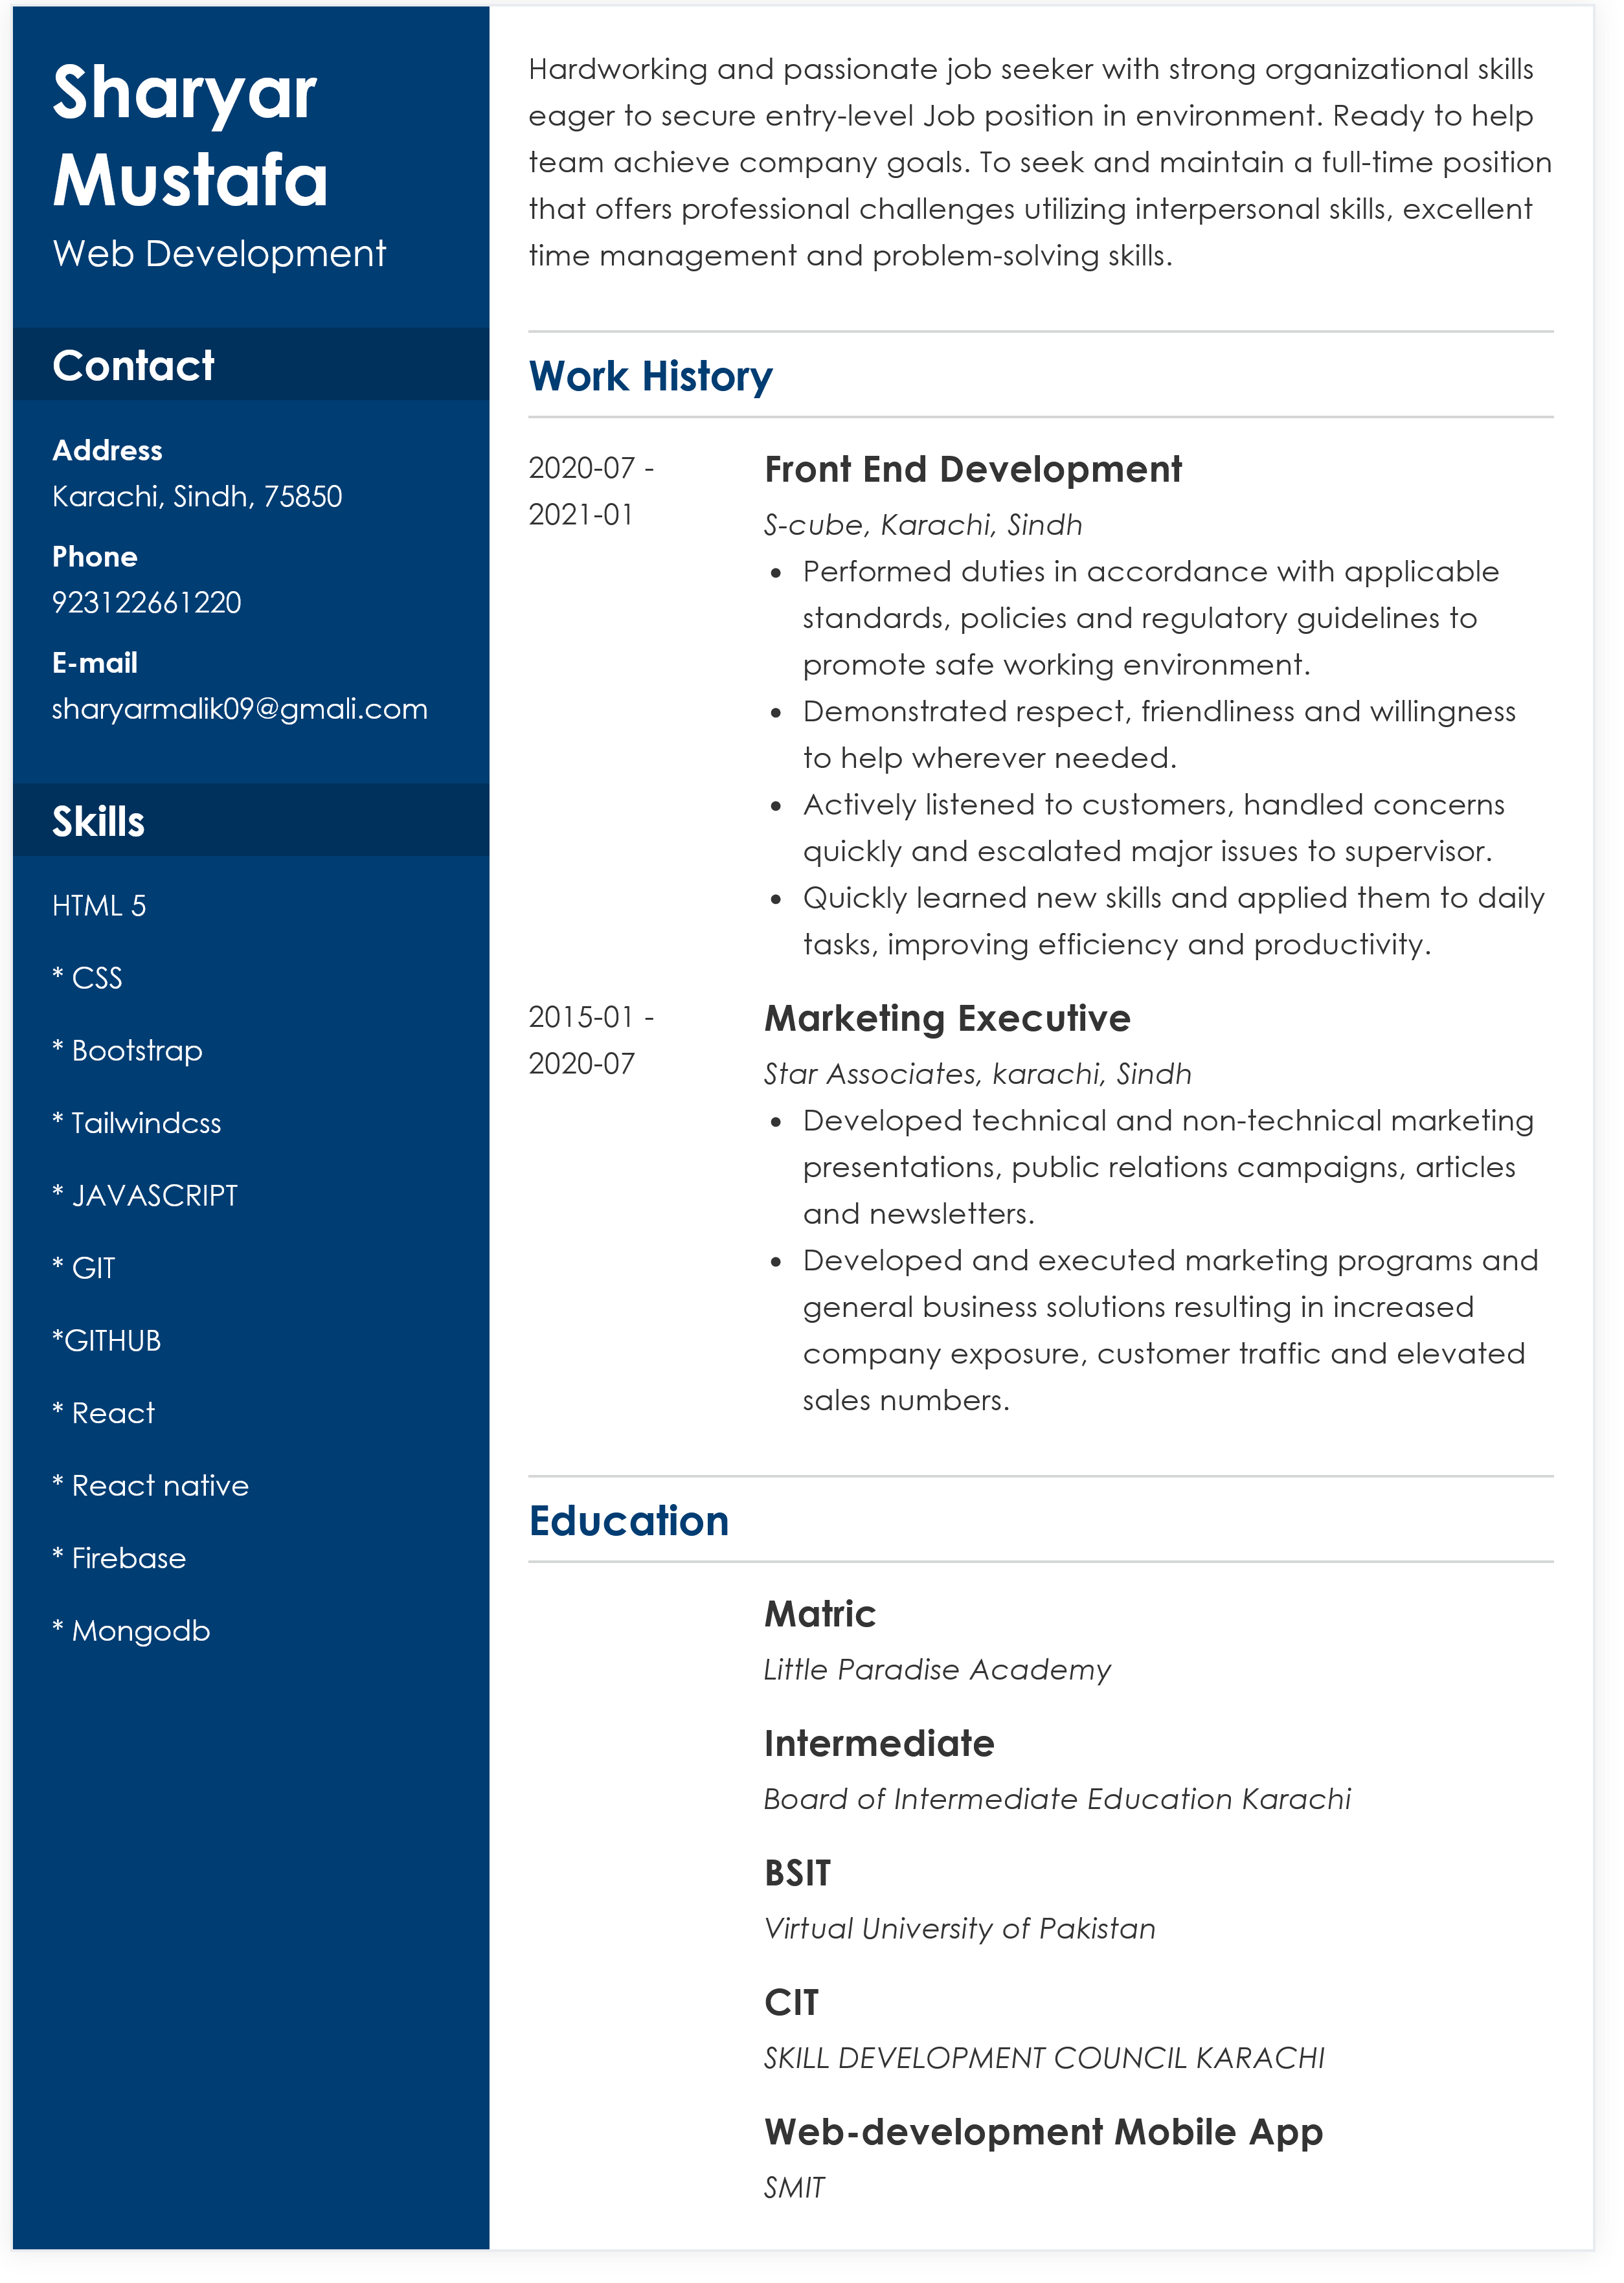 Sharyar
Mustafa
Web Development
Contact
Address
Karachi, Sindh, 75850
Phone
923122661220
E-mail
sharyarmalik09@gmali.com
Skills
HTML 5
* CSS
* Bootstrap
* Tailwindcss
* JAVASCRIPT
* GIT
*GITHUB
* React
* React native
* Firebase
* Mongodb
Hardworking and passionate job seeker with strong organizational skills
eager to secure entry-level Job position in environment. Ready to help
team achieve company goals. To seek and maintain a full-time position
that offers professional challenges utilizing interpersonal skills, excellent
time management and problem-solving skills.
Work History
2020-07 -
2021-01
Front End Development
S-cube, Karachi, Sindh
• Performed duties in accordance with applicable
standards, policies and regulatory guidelines to
promote safe working environment.
• Demonstrated respect, friendliness and willingness
to help wherever needed.
• Actively listened to customers, handled concerns
quickly and escalated major issues to supervisor.
• Quickly learned new skills and applied them to daily
tasks, improving efficiency and productivity.
2015-01 -
2020-07
Marketing Executive
Star Associates, karachi, Sindh
• Developed technical and non-technical marketing
presentations, public relations campaigns, articles
and newsletters.
• Developed and executed marketing programs and
general business solutions resulting in increased
company exposure, customer traffic and elevated
sales numbers.
Education
Matric
Little Paradise Academy
Intermediate
Board of Intermediate Education Karachi
BSIT
Virtual University of Pakistan
CIT
SKILL DEVELOPMENT COUNCIL KARACHI
Web-development Mobile App
SMIT